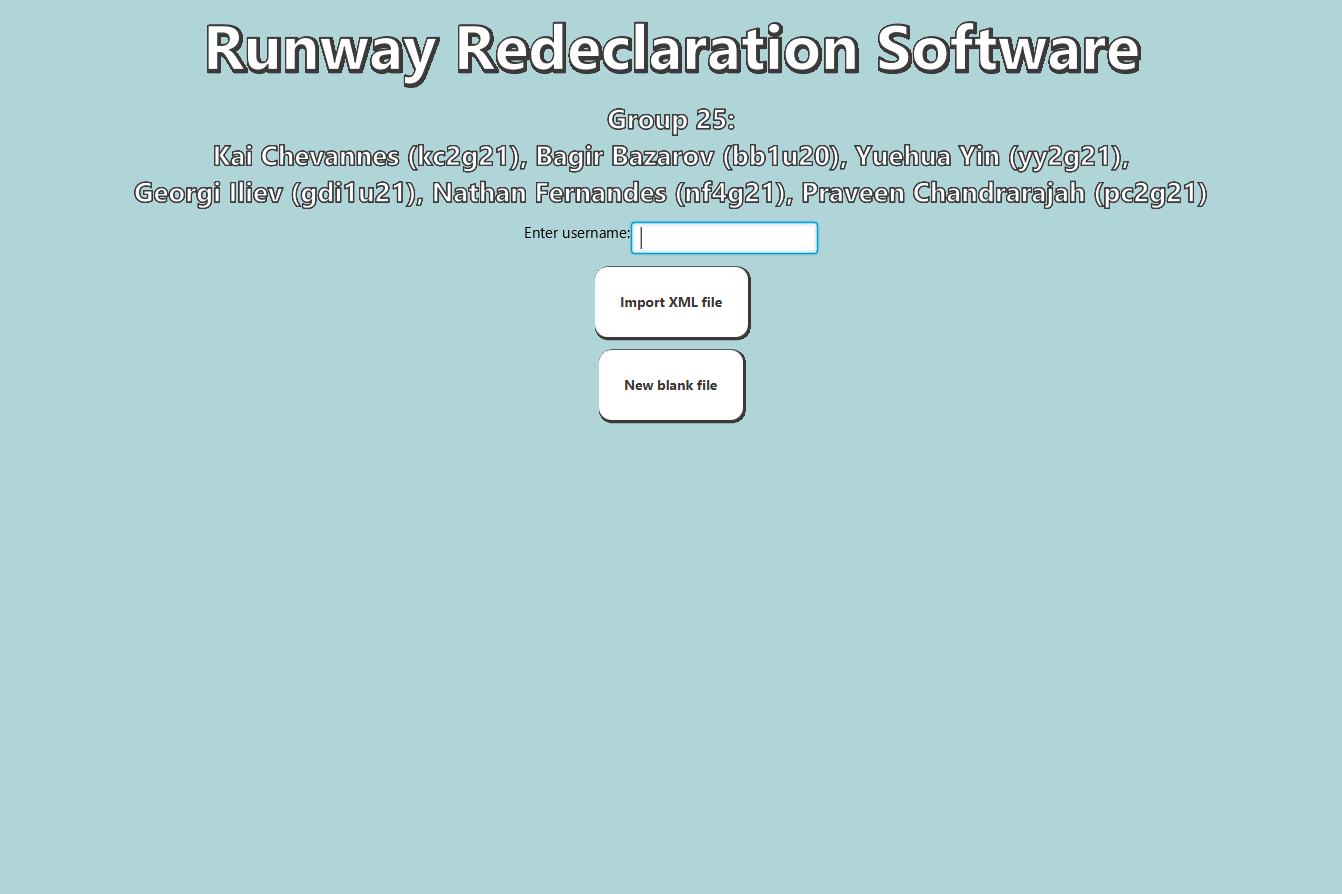 Runway Redeclaration Software
Group 25:
Kai Chevannes (kc2g21), Bagir Bazarov (bb1u20), Yuehua Yin (yy2g21),
Georgi Iliev (gdi1u21), Nathan Fernandes (nf4g21), Praveen Chandrarajah (pc2g21)
Enter username:
Import XML file
New blank file